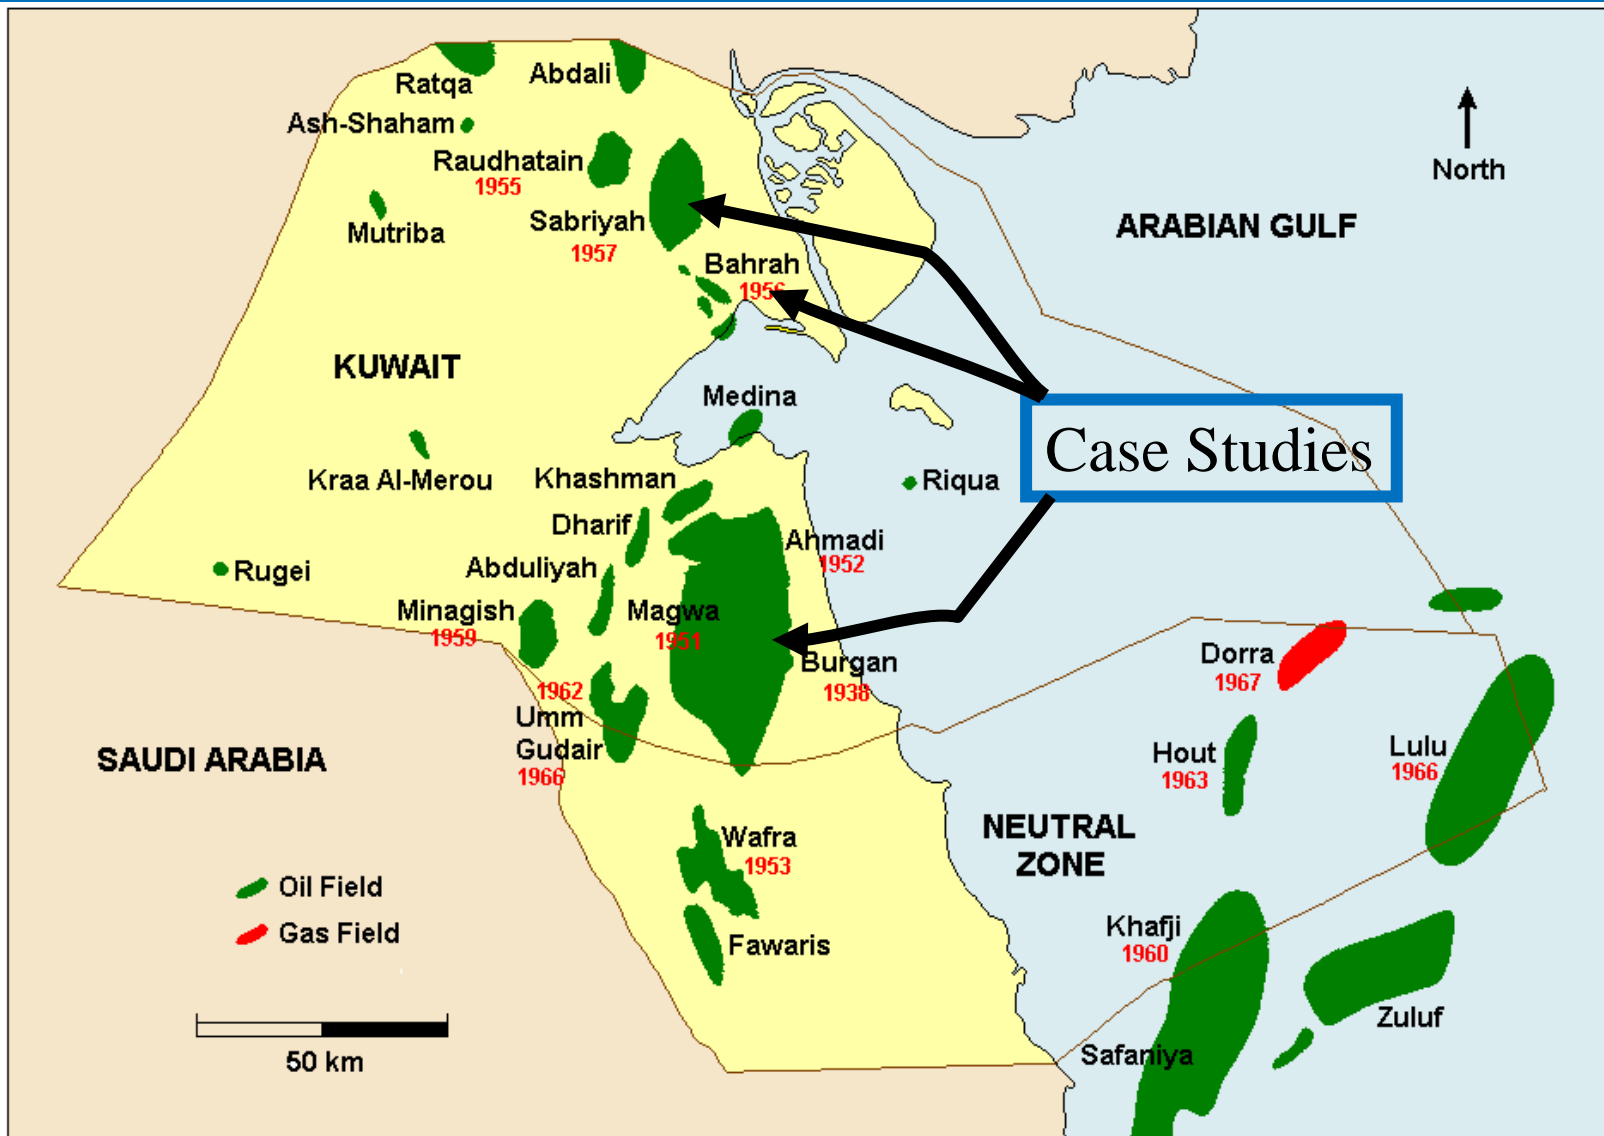 Ratqa
Abdali
Ash-Shaham
Raudhatain
1955
Mutriba
Sabriyah
1957
Bahrah
1956
North
ARABIAN GULF
KUWAIT
Medina
Case Studies
Kraa Al-Merou
Khashman
Riqua
Dharif
Ahmadi
1952
Rugei
Abduliyah
Minagish
1959
Magwa
1951
Burgan
1938
1962
Umm
Gudair
1966
SAUDI ARABIA
Dorra
1967
Hout
1963
Lulu
1966
NEUTRAL
ZONE
Wafra
1953
Oil Field
Gas Field
Fawaris
Khafji
1960
Zuluf
Safaniya
50 km